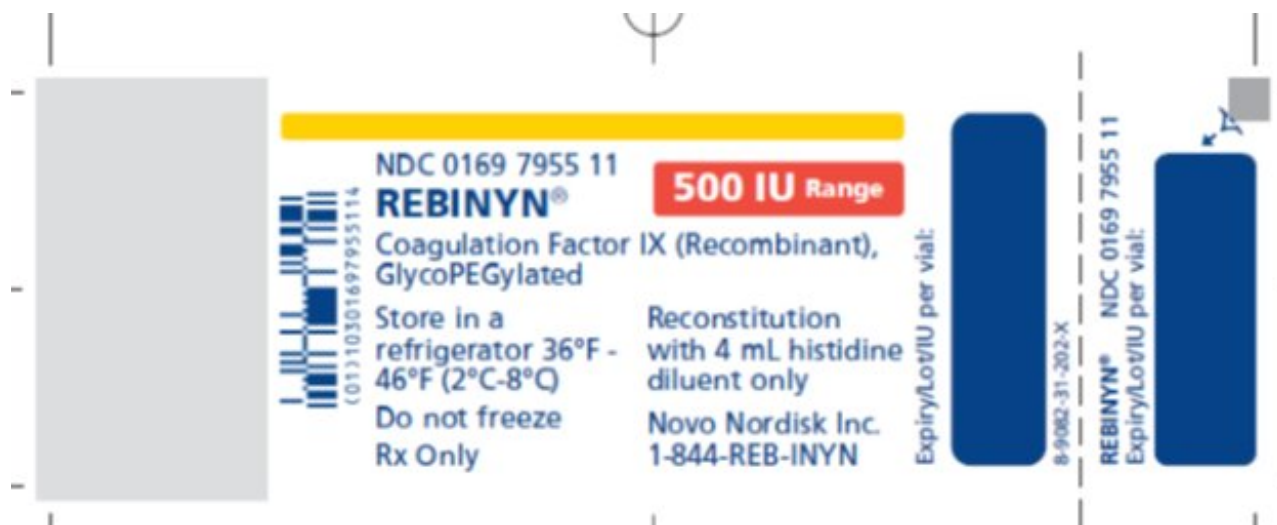 NDC 0169 7955 11
REBINYN®
500 IU Range
Coagulation Factor IX (Recombinant),
GlycoPEGylated
Store in a
refrigerator 36°F -
46°F (2°C-8°C)
Do not freeze
Rx Only
Reconstitution
with 4 mL histidine
diluent only
Novo Nordisk Inc.
1-844-REB-INYN
(01)10301697955114
Expiry/Lot/IU per vial:
8-9082-31-202-X
REBINYN® NDC 0169 7955 11
Expiry/Lot/IU per vial: